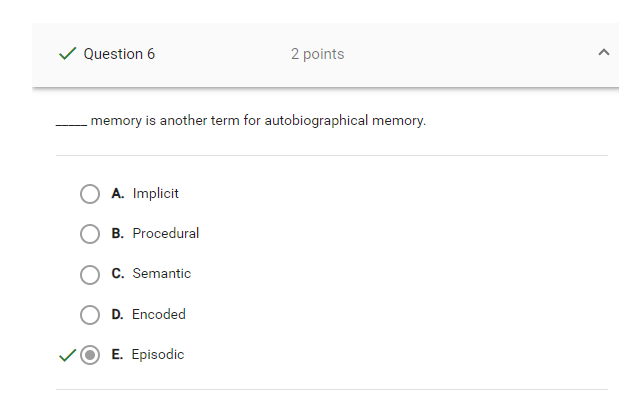 Question 6 2 points
_____ memory is another term for autobiographical memory.
A. Implicit
B. Procedural
C. Semantic
D. Encoded
E. Episodic